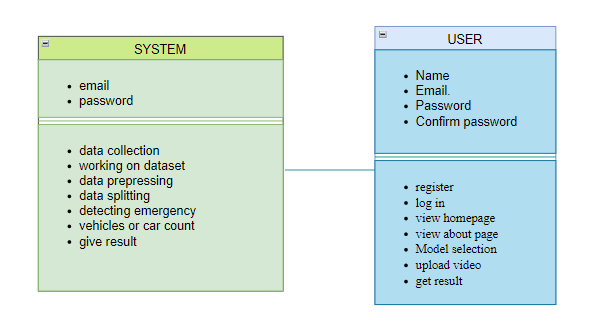 SYSTEM
email
password
data collection
working on dataset
data prepressing
data splitting
detecting emergency
vehicles or car count
give result
USER
Name
Email.
Password
Confirm password
register
log in
view homepage
view about page
Model selection
upload video
get result